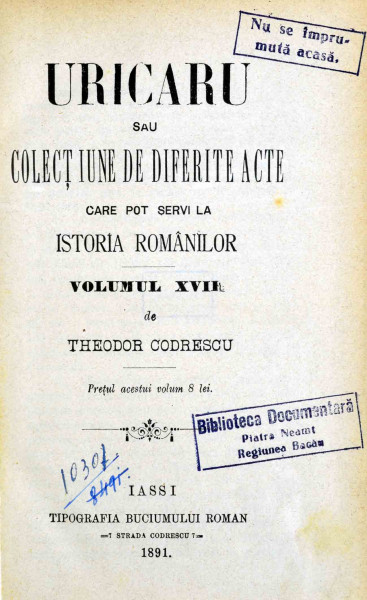 Nu se împru-
mută acasă.
URICARU
SAU
COLECȚIUNE DE DIFERITE ACTE
CARE POT SERVI LA
ISTORIA ROMÂNILOR
VOLUMUL XVII
de
THEODOR CODRESCU
Prețul acestui volum 8 lei.
Biblioteca Documentară
Piatra Neamț
Regiunea Bacău
10307
IASSI
TIPOGRAFIA BUCIUMULUI ROMAN
7 STRADA CODRESCU 7
1891.